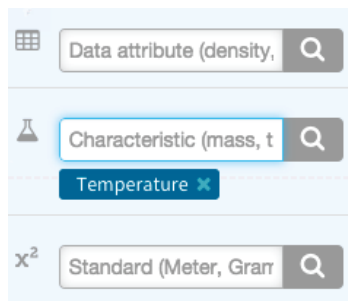 Data attribute (density,
Characteristic (mass, t
Temperature ×
x²
Standard (Meter, Gram